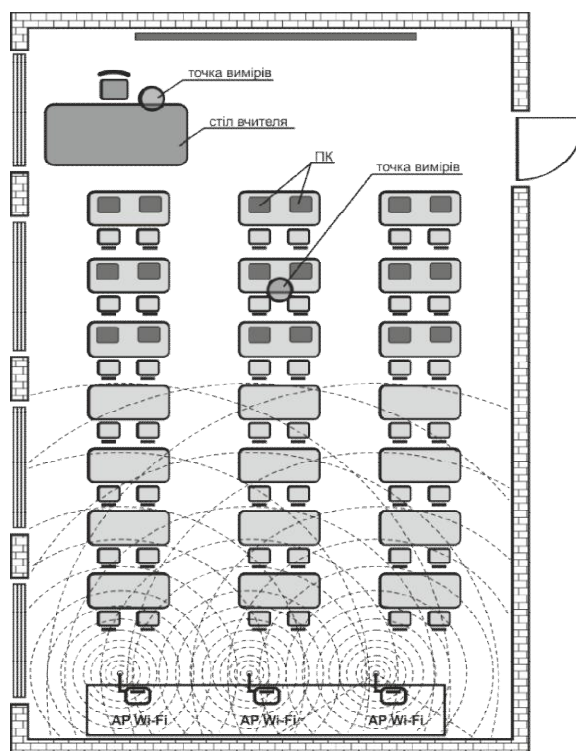 точка вимірів
стіл вчителя
ПК
точка вимірів
AP Wi-Fi
AP Wi-Fi
AP Wi-Fi